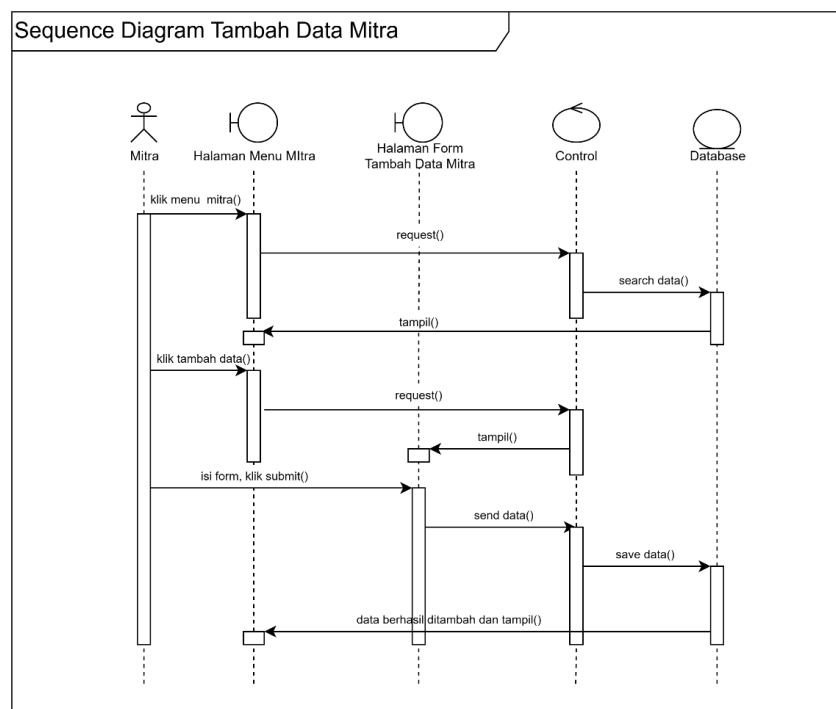 Sequence Diagram Tambah Data Mitra
Mitra
Halaman Menu MItra
Halaman Form
Tambah Data Mitra
Control
Database
klik menu mitra()
request()
search data()
tampil()
klik tambah data()
request()
tampil()
isi form, klik submit()
send data()
save data()
data berhasil ditambah dan tampil()